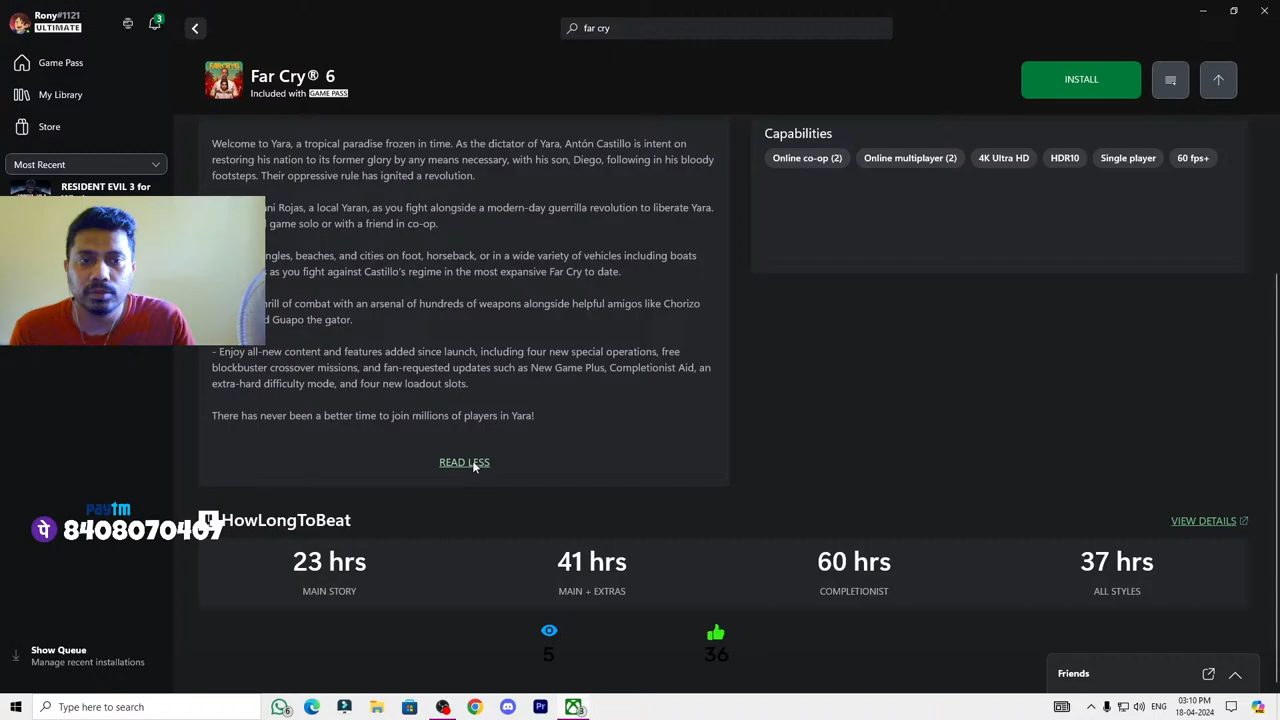 Rony#1121
ULTIMATE
3
far cry
Game Pass
My Library
Store
Most Recent
RESIDENT EVIL 3 for
FARCRY6
Far Cry® 6
Included with GAME PASS
INSTALL
Welcome to Yara, a tropical paradise frozen in time. As the dictator of Yara, Antón Castillo is intent on
restoring his nation to its former glory by any means necessary, with his son, Diego, following in his bloody
footsteps. Their oppressive rule has ignited a revolution.
Rojas, a local Yaran, as you fight alongside a modern-day guerrilla revolution to liberate Yara.
game solo or with a friend in co-op.
beaches, and cities on foot, horseback, or in a wide variety of vehicles including boats
as you fight against Castillo's regime in the most expansive Far Cry to date.
of combat with an arsenal of hundreds of weapons alongside helpful amigos like Chorizo
Guapo the gator.
- Enjoy all-new content and features added since launch, including four new special operations, free
blockbuster crossover missions, and fan-requested updates such as New Game Plus, Completionist Aid, an
extra-hard difficulty mode, and four new loadout slots.
There has never been a better time to join millions of players in Yara!
READ LESS
Capabilities
Online co-op (2)
Online multiplayer (2)
4K Ultra HD
HDR10
Single player
60 fps+
paytm
पे 8408070407
HowLongToBeat
VIEW DETAILS
23 hrs
41 hrs
60 hrs
37 hrs
MAIN STORY
MAIN + EXTRAS
COMPLETIONIST
ALL STYLES
5
36
Show Queue
Manage recent installations
Friends
Type here to search
6
Pr
3
ENG
03:10 PM
18-04-2024